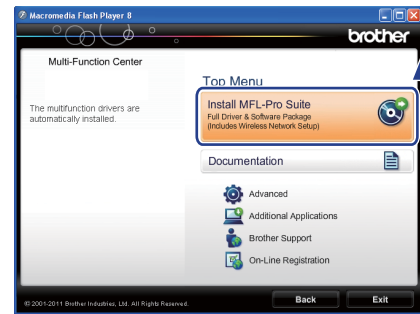 Macromedia Flash Player 8
brother
Multi-Function Center
The multifunction drivers are
automatically installed.
Top Menu
Install MFL-Pro Suite
Full Driver & Software Package
(Includes Wireless Network Setup)
Documentation
Advanced
Additional Applications
Brother Support
On-Line Registration
© 2001-2011 Brother Industries, Ltd. All Rights Reserved.
Back
Exit